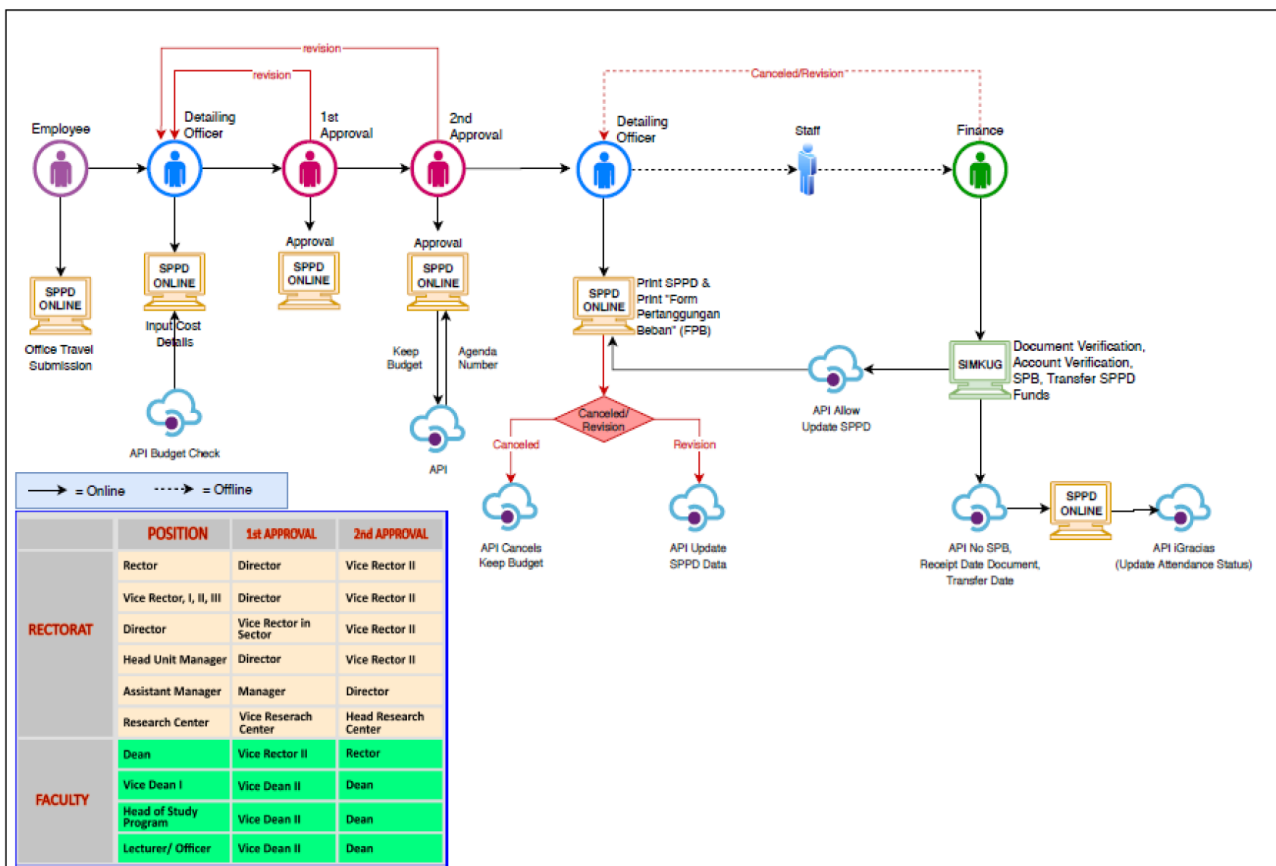 revision
revision
Canceled/Revision
Employee
Detailing
Officer
1st
Approval
2nd
Approval
Detailing
Officer
Staff
Finance
Approval
Approval
SPPD
ONLINE
SPPD
ONLINE
SPPD
ONLINE
SPPD
ONLINE
SPPD
ONLINE
Print SPPD &
Print "Form
Pertanggungan
Beban" (FPB)
Office Travel
Submission
Input Cost
Details
Keep
Budget
Agenda
Number
SIMKUG
Document Verification,
Account Verification,
SPB, Transfer SPPD
Funds
API Allow
Update SPPD
API Budget Check
API
Canceled/
Revision
Canceled
Revision
API Cancels
Keep Budget
API Update
SPPD Data
SPPD
ONLINE
API No SPB,
Receipt Date Document,
Transfer Date
API iGracias
(Update Attendance Status)
= Online
= Offline
POSITION 1st APPROVAL 2nd APPROVAL
RECTORAT
Rector Director Vice Rector II
Vice Rector, I, II, III Director Vice Rector II
Director Vice Rector in Sector Vice Rector II
Head Unit Manager Director Vice Rector II
Assistant Manager Manager Director
Research Center Vice Reserach Center Head Research Center
FACULTY
Dean Vice Rector II Rector
Vice Dean I Vice Dean II Dean
Head of Study Program Vice Dean II Dean
Lecturer/ Officer Vice Dean II Dean